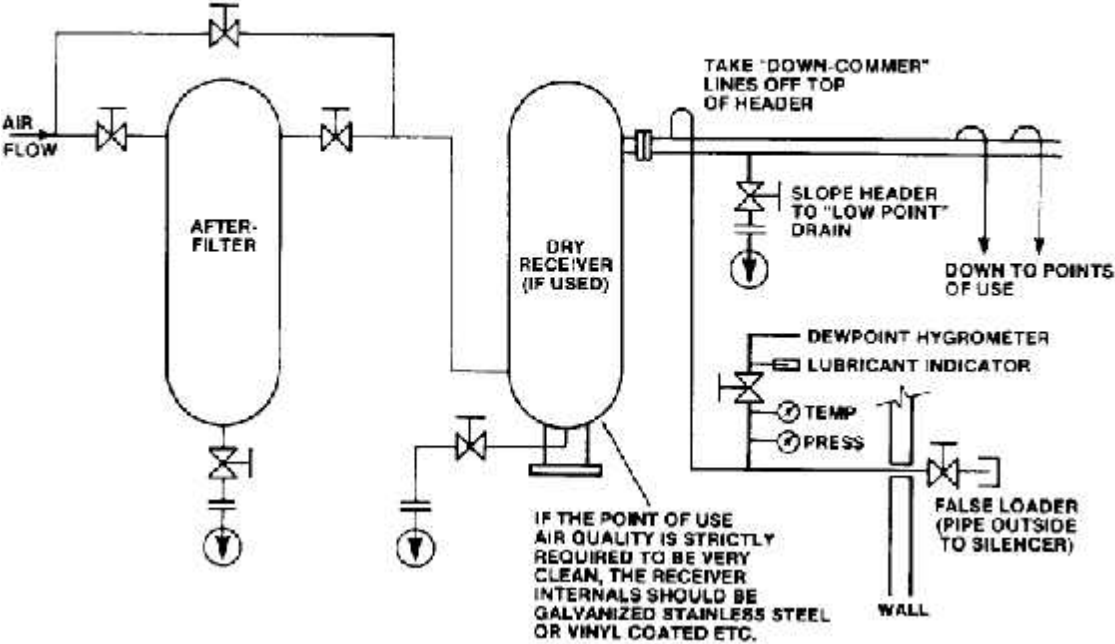 TAKE "DOWN-COMMER"
LINES OFF TOP
OF HEADER
AIR
FLOW
AFTER-
FILTER
DRY
RECEIVER
(IF USED)
SLOPE HEADER
TO "LOW POINT"
DRAIN
DOWN TO POINTS
OF USE
DEWPOINT HYGROMETER
LUBRICANT INDICATOR
TEMP
PRESS
FALSE LOADER
(PIPE OUTSIDE
TO SILENCER)
WALL
IF THE POINT OF USE
AIR QUALITY IS STRICTLY
REQUIRED TO BE VERY
CLEAN, THE RECEIVER
INTERNALS SHOULD BE
GALVANIZED STAINLESS STEEL
OR VINYL COATED ETC.